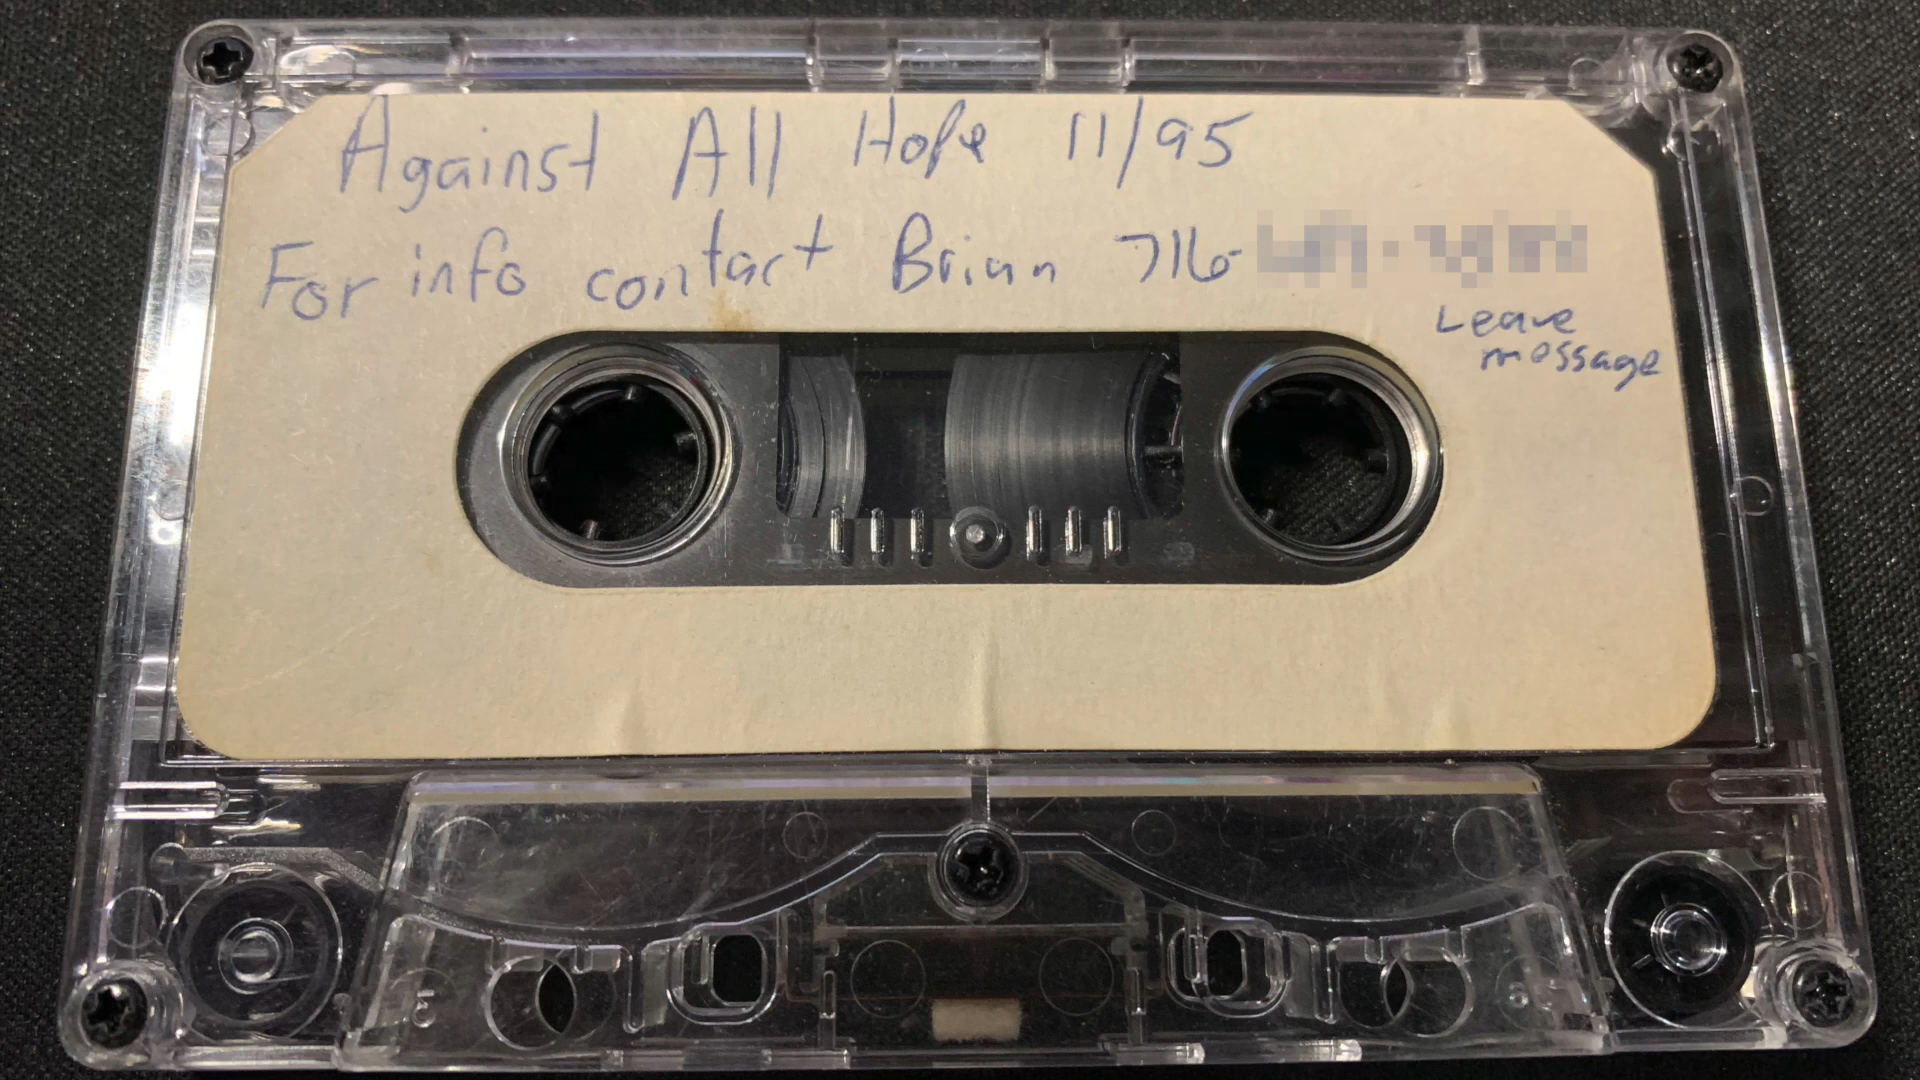 Against All Hope 11/95
For info contact Brian 716-
Leave
message